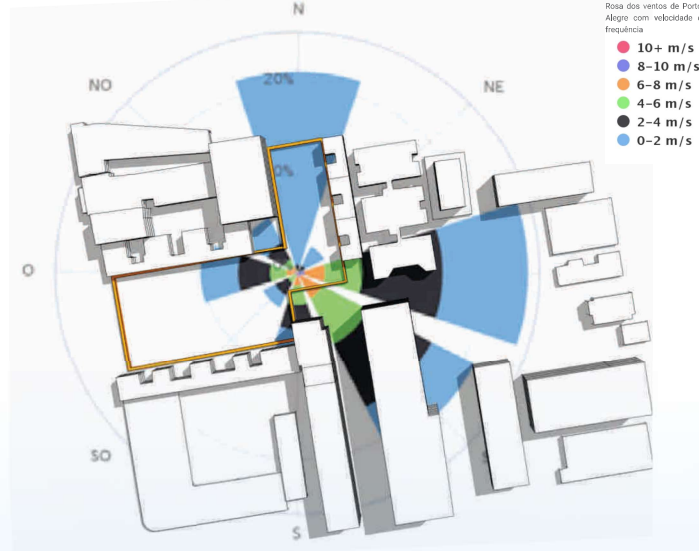 Rosa dos ventos de Porto
Alegre com velocidade e
frequência
10+ m/s
8–10 m/s
6–8 m/s
4–6 m/s
2–4 m/s
0–2 m/s
N
NO
20%
NE
0%
O
SO
S
S